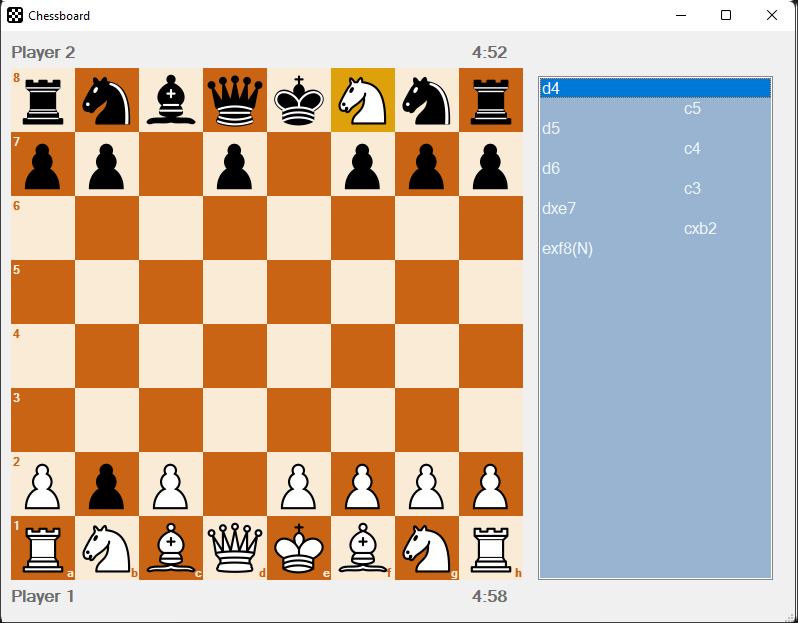 Chessboard
Player 2 4:52
8
7
6
5
4
3
2
1
a b c d e f g h
d4
c5
d5
c4
d6
c3
dxe7
cxb2
exf8(N)
Player 1 4:58